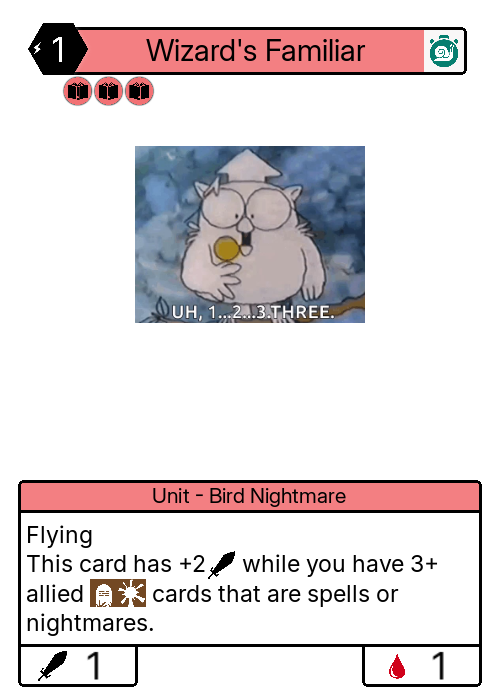 1
Wizard's Familiar
UH, 1...2...3.THREE.
Unit - Bird Nightmare
Flying
This card has +2 while you have 3+
allied cards that are spells or
nightmares.
1
1